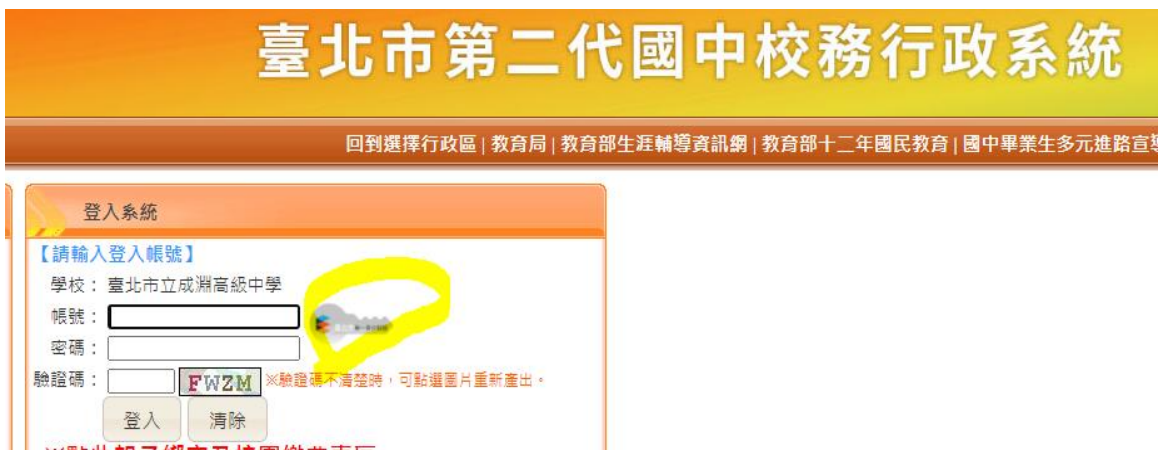 臺北市第二代國中校務行政系統
回到選擇行政區 | 教育局 | 教育部生涯輔導資訊網 | 教育部十二年國民教育 | 國中畢業生多元進路宣導
登入系統
【請輸入登入帳號】
學校： 臺北市立成淵高級中學
帳號：
密碼：
驗證碼： FWZM ※驗證碼不清楚時，可點選圖片重新產出。
登入 清除